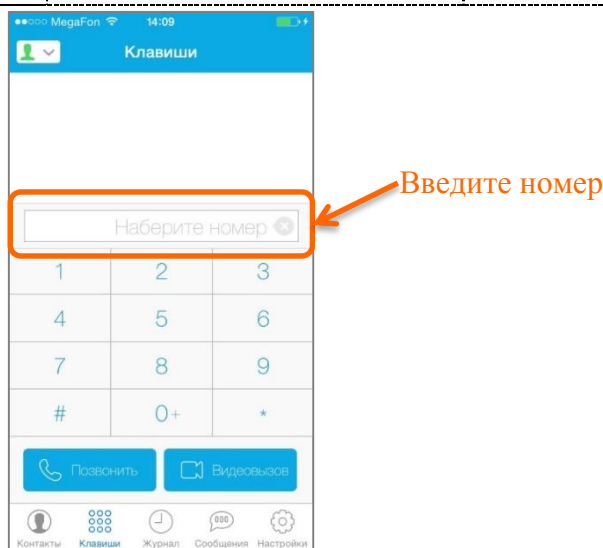 MegaFon 14:09
Клавиши
Введите номер
Наберите номер
1 2 3
4 5 6
7 8 9
# 0+ *
Позвонить Видеовызов
Контакты Клавиши Журнал Сообщения Настройки